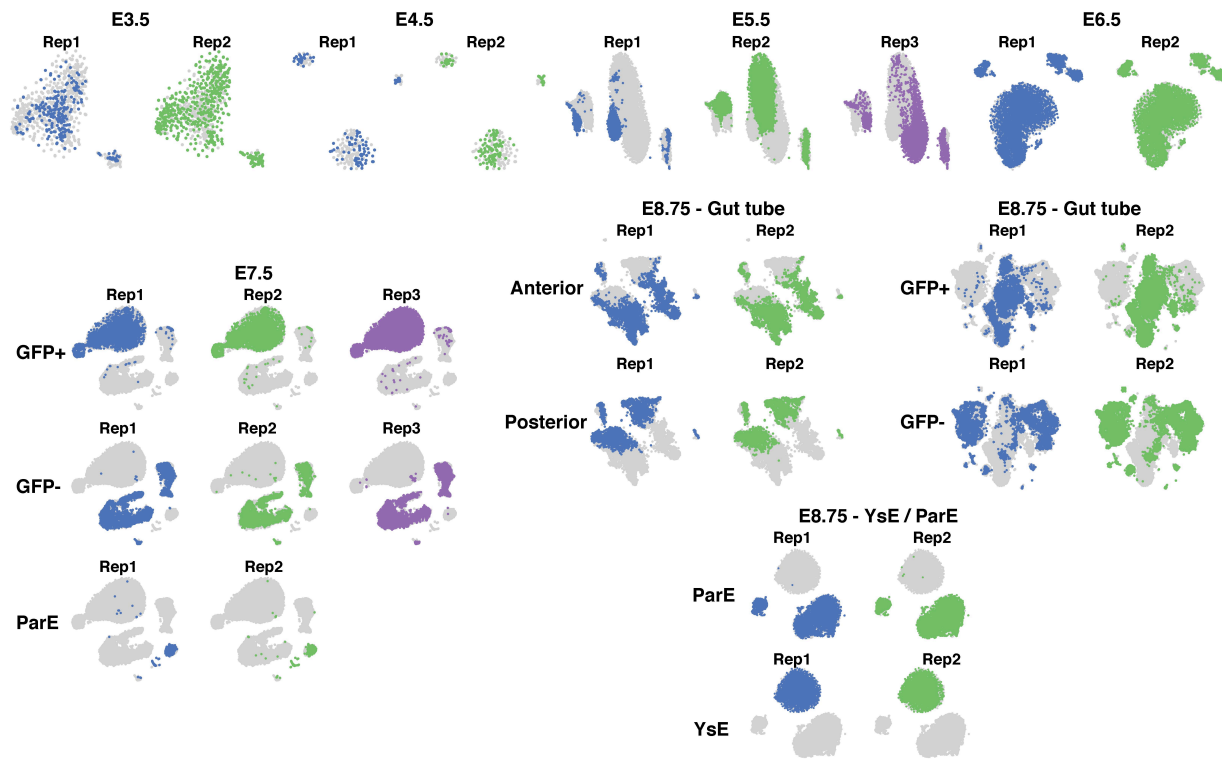 E3.5 E4.5 E5.5 E6.5
Rep1 Rep2 Rep1 Rep2 Rep1 Rep2 Rep3 Rep1 Rep2
E8.75 - Gut tube E8.75 - Gut tube
Rep1 Rep2 Rep1 Rep2
Anterior GFP+
Rep1 Rep2 Rep1 Rep2
Posterior GFP-
E7.5
Rep1 Rep2 Rep3
GFP+
Rep1 Rep2 Rep3
GFP-
Rep1 Rep2
ParE
E8.75 - YsE / ParE
Rep1 Rep2
ParE
Rep1 Rep2
YsE